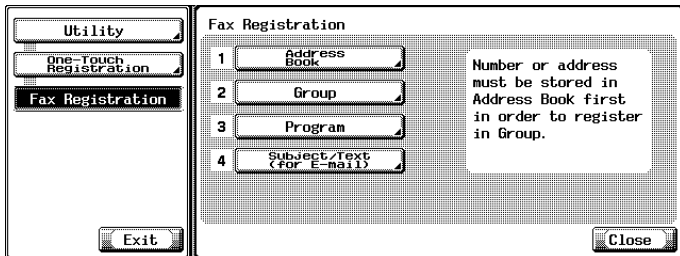 Utility
One-Touch
Registration
Fax Registration
Exit
Fax Registration
1 Address
Book
2 Group
3 Program
4 Subject/Text
(for E-mail)
Number or address
must be stored in
Address Book first
in order to register
in Group.
Close